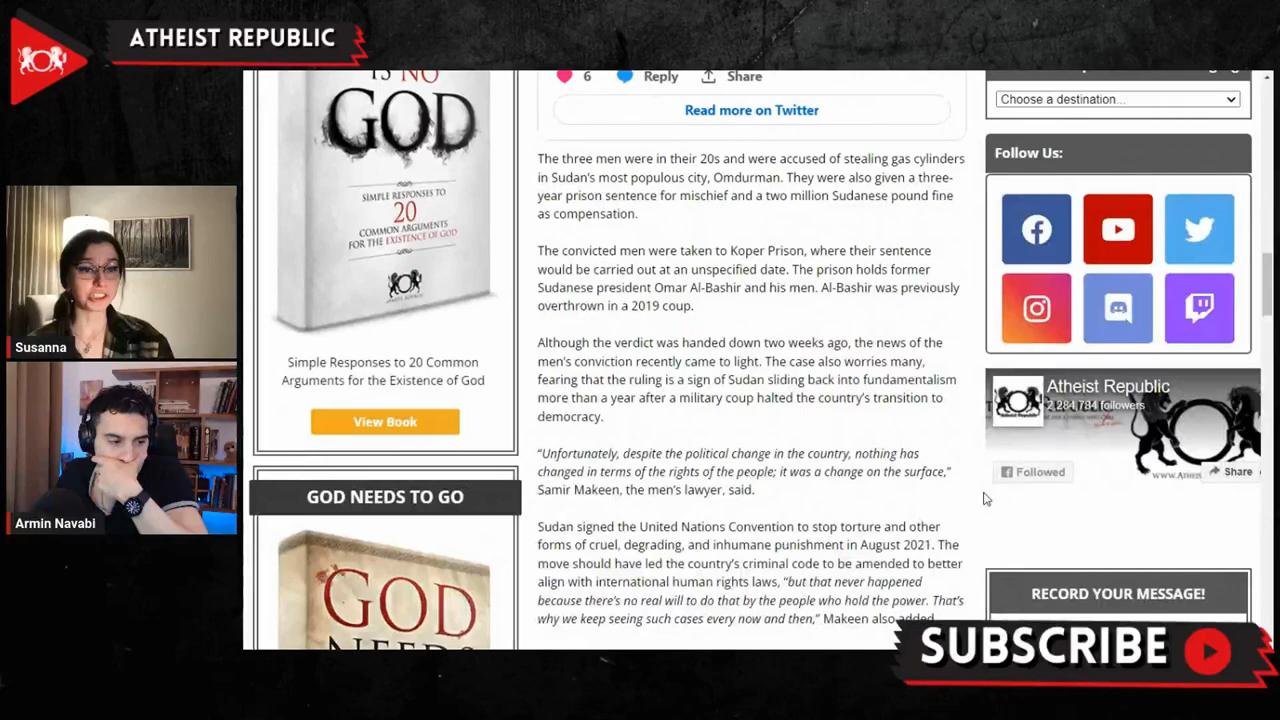 ATHEIST REPUBLIC
IS NO
GOD
SIMPLE RESPONSES TO
20
COMMON ARGUMENTS
FOR THE EXISTENCE OF GOD
Simple Responses to 20 Common
Arguments for the Existence of God
View Book
GOD NEEDS TO GO
GOD
NEEDS
6 Reply Share
Read more on Twitter
The three men were in their 20s and were accused of stealing gas cylinders
in Sudan's most populous city, Omdurman. They were also given a three-
year prison sentence for mischief and a two million Sudanese pound fine
as compensation.
The convicted men were taken to Koper Prison, where their sentence
would be carried out at an unspecified date. The prison holds former
Sudanese president Omar Al-Bashir and his men. Al-Bashir was previously
overthrown in a 2019 coup.
Although the verdict was handed down two weeks ago, the news of the
men's conviction recently came to light. The case also worries many,
fearing that the ruling is a sign of Sudan sliding back into fundamentalism
more than a year after a military coup halted the country's transition to
democracy.
“Unfortunately, despite the political change in the country, nothing has
changed in terms of the rights of the people; it was a change on the surface,”
Samir Makeen, the men's lawyer, said.
Sudan signed the United Nations Convention to stop torture and other
forms of cruel, degrading, and inhumane punishment in August 2021. The
move should have led the country's criminal code to be amended to better
align with international human rights laws, “but that never happened
because there's no real will to do that by the people who hold the power. That's
why we keep seeing such cases every now and then,” Makeen also added.
Choose a destination...
Follow Us:
Atheist Republic
2,284,784 followers
Followed
Share
RECORD YOUR MESSAGE!
Susanna
Armin Navabi
SUBSCRIBE